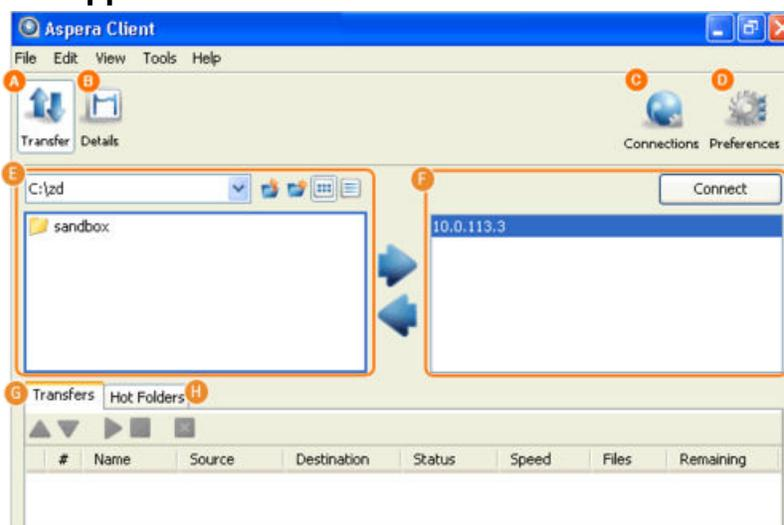 Aspera Client
File Edit View Tools Help
A B C D
Transfer Details Connections Preferences
E F
C:\zd Connect
sandbox 10.0.113.3
G Transfers Hot Folders H
# Name Source Destination Status Speed Files Remaining